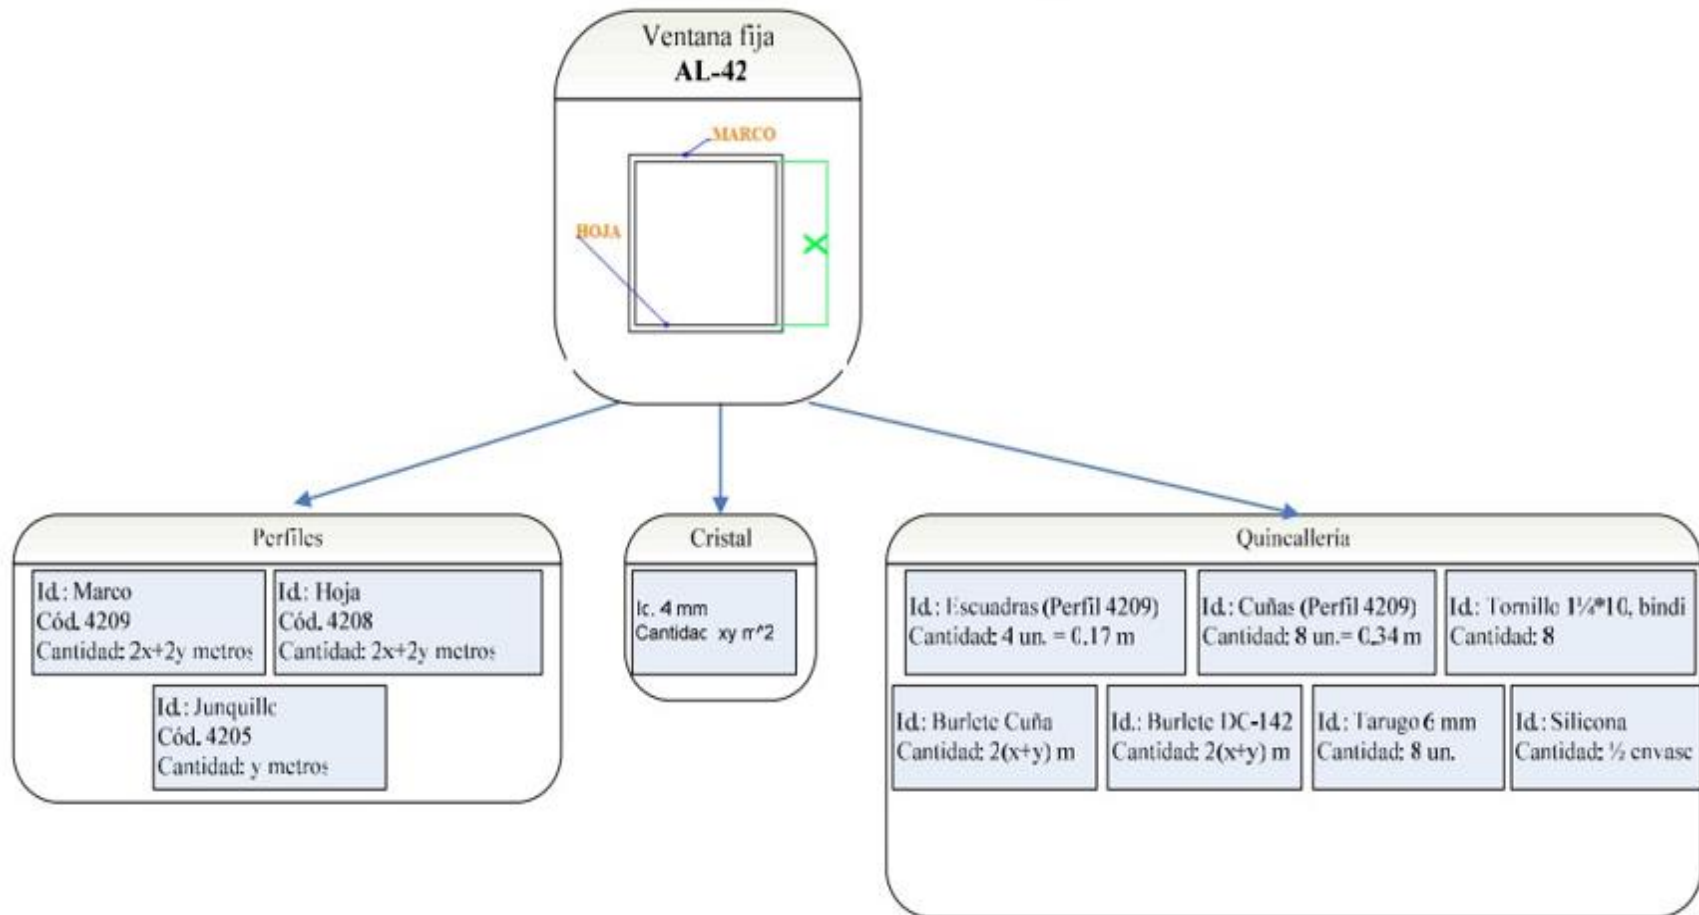 Ventana fija
AL-42
MARCO
HOJA
X
Perfiles
Id.: Marco
Cód. 4209
Cantidad: 2x+2y metros
Id.: Hoja
Cód. 4208
Cantidad: 2x+2y metros
Id.: Junquillo
Cód. 4205
Cantidad: y metros
Cristal
Ic. 4 mm
Cantidac xy m^2
Quincalleria
Id.: Escuadras (Perfil 4209)
Cantidad: 4 un. = 0.17 m
Id.: Cuñas (Perfil 4209)
Cantidad: 8 un.= 0.34 m
Id.: Tornillo 1¼*10, bindi
Cantidad: 8
Id.: Burlete Cuña
Cantidad: 2(x+y) m
Id.: Burlete DC-142
Cantidad: 2(x+y) m
Id.: Tarugo 6 mm
Cantidad: 8 un.
Id.: Silicona
Cantidad: ½ envase